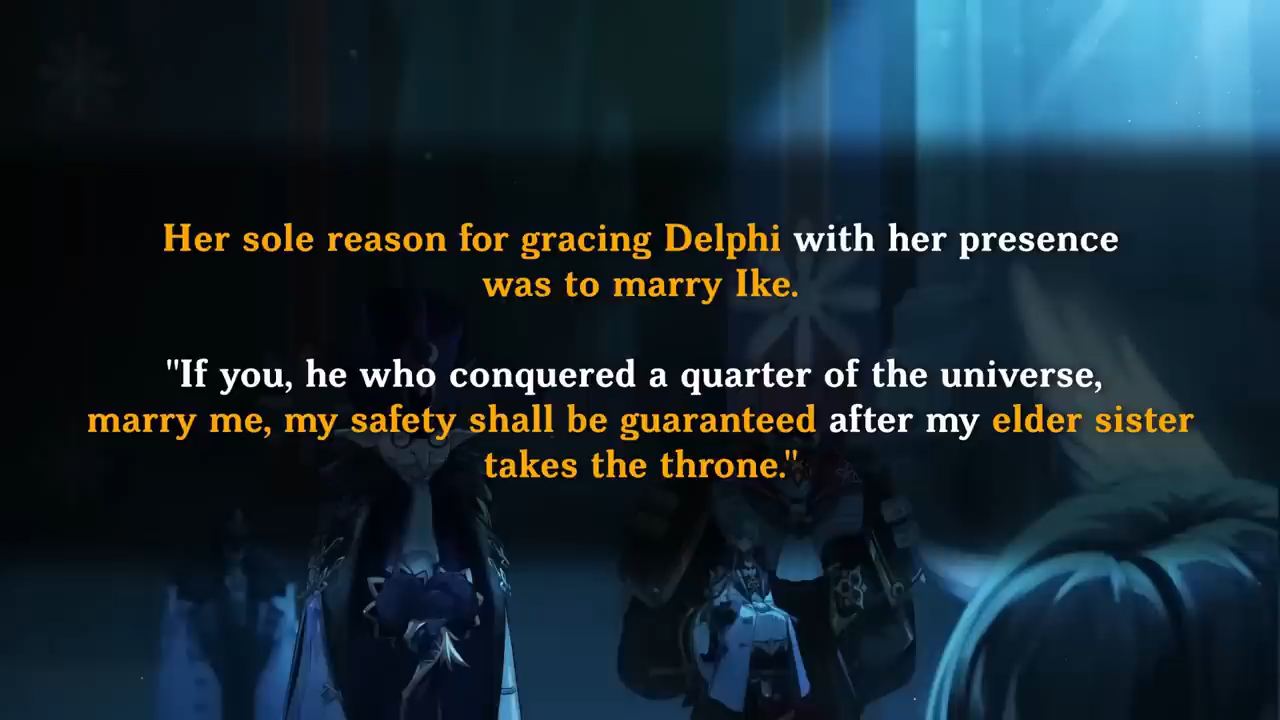 Her sole reason for gracing Delphi with her presence
was to marry Ike.
"If you, he who conquered a quarter of the universe,
marry me, my safety shall be guaranteed after my elder sister
takes the throne."